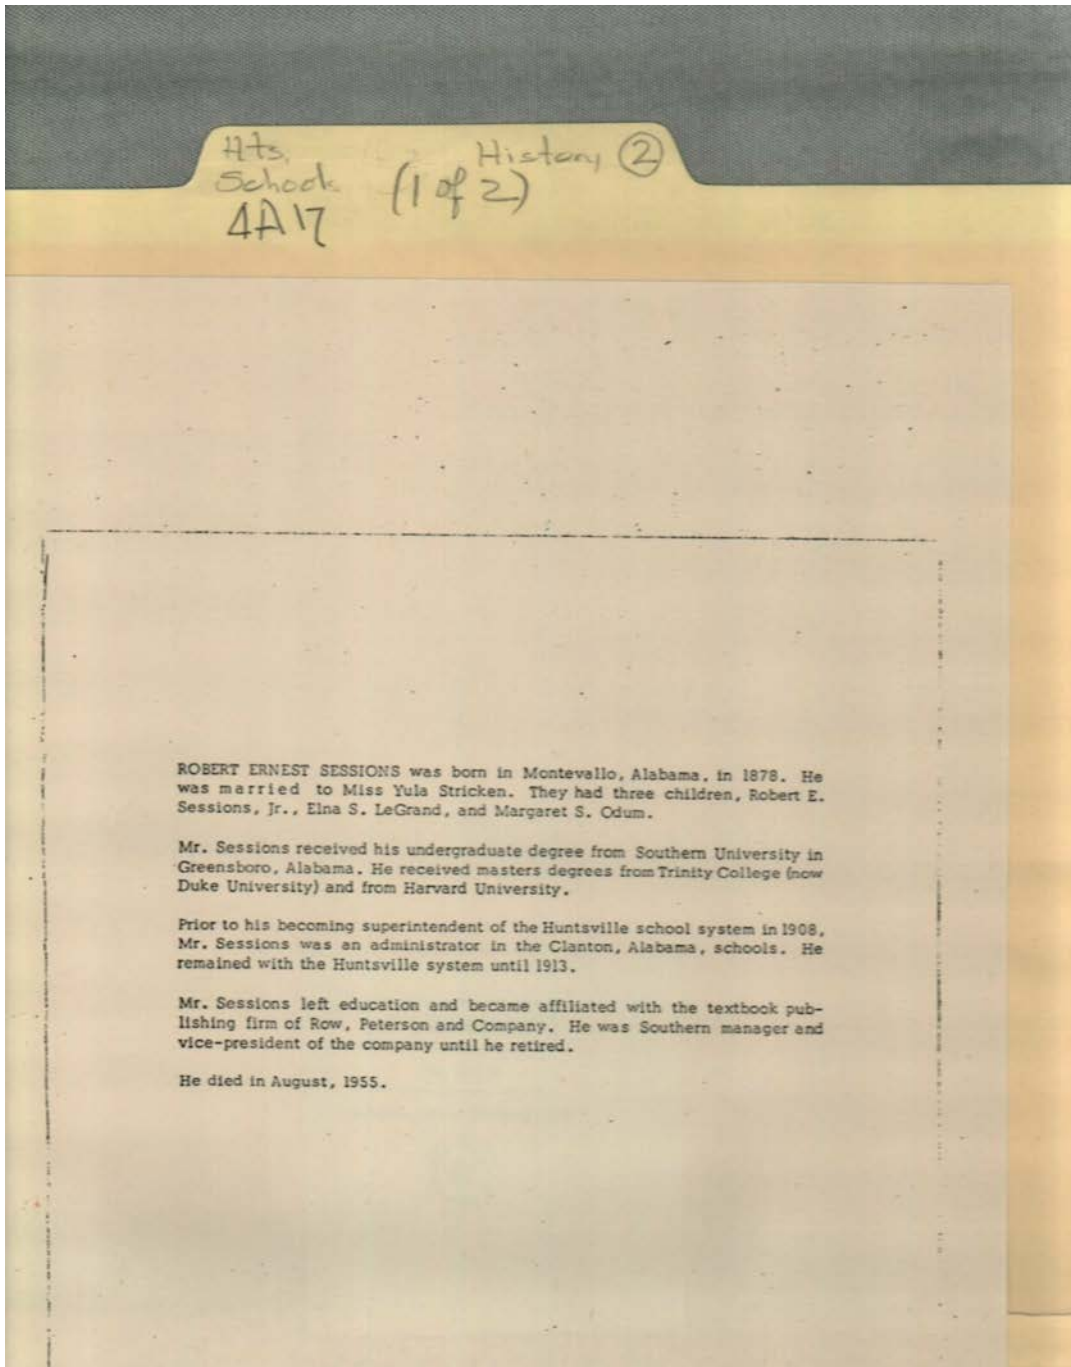 Hts. History ②
School (1 of 2)
4A17
ROBERT ERNEST SESSIONS was born in Montevallo, Alabama, in 1878. He
was married to Miss Yula Stricken. They had three children, Robert E.
Sessions, Jr., Elna S. LeGrand, and Margaret S. Odum.
Mr. Sessions received his undergraduate degree from Southern University in
Greensboro, Alabama. He received masters degrees from Trinity College (now
Duke University) and from Harvard University.
Prior to his becoming superintendent of the Huntsville school system in 1908,
Mr. Sessions was an administrator in the Clanton, Alabama, schools. He
remained with the Huntsville system until 1913.
Mr. Sessions left education and became affiliated with the textbook pub-
lishing firm of Row, Peterson and Company. He was Southern manager and
vice-president of the company until he retired.
He died in August, 1955.